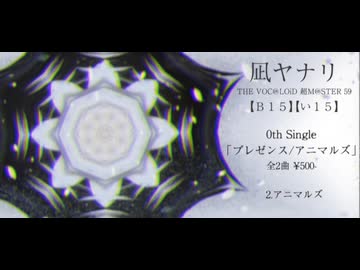 凪ヤナリ
THE VOC@LOiD 超M@STER 59
【B15】【い15】
0th Single
「プレゼンス/アニマルズ」
全2曲 ¥500-
2.アニマルズ